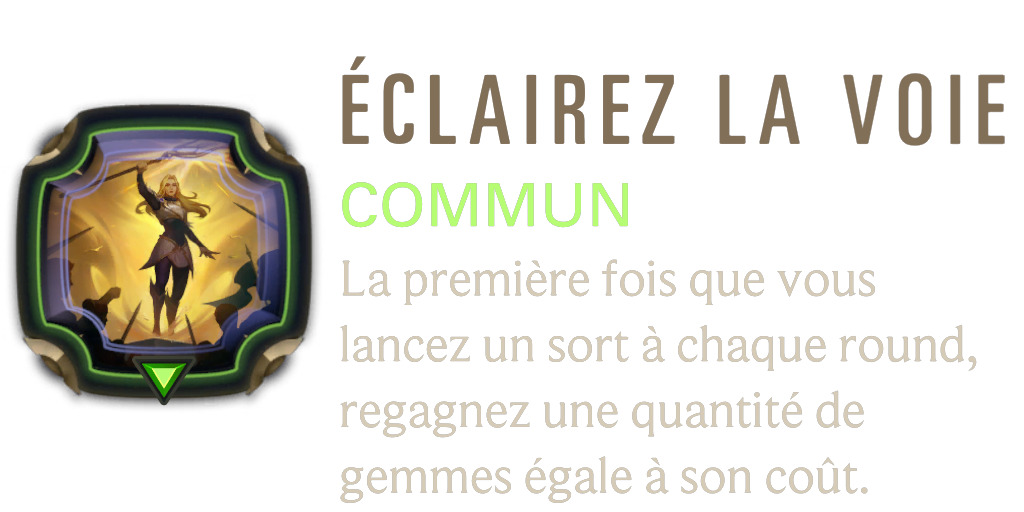 ÉCLAIREZ LA VOIE
COMMUN
La première fois que vous
lancez un sort à chaque round,
regagnez une quantité de
gemmes égale à son coût.